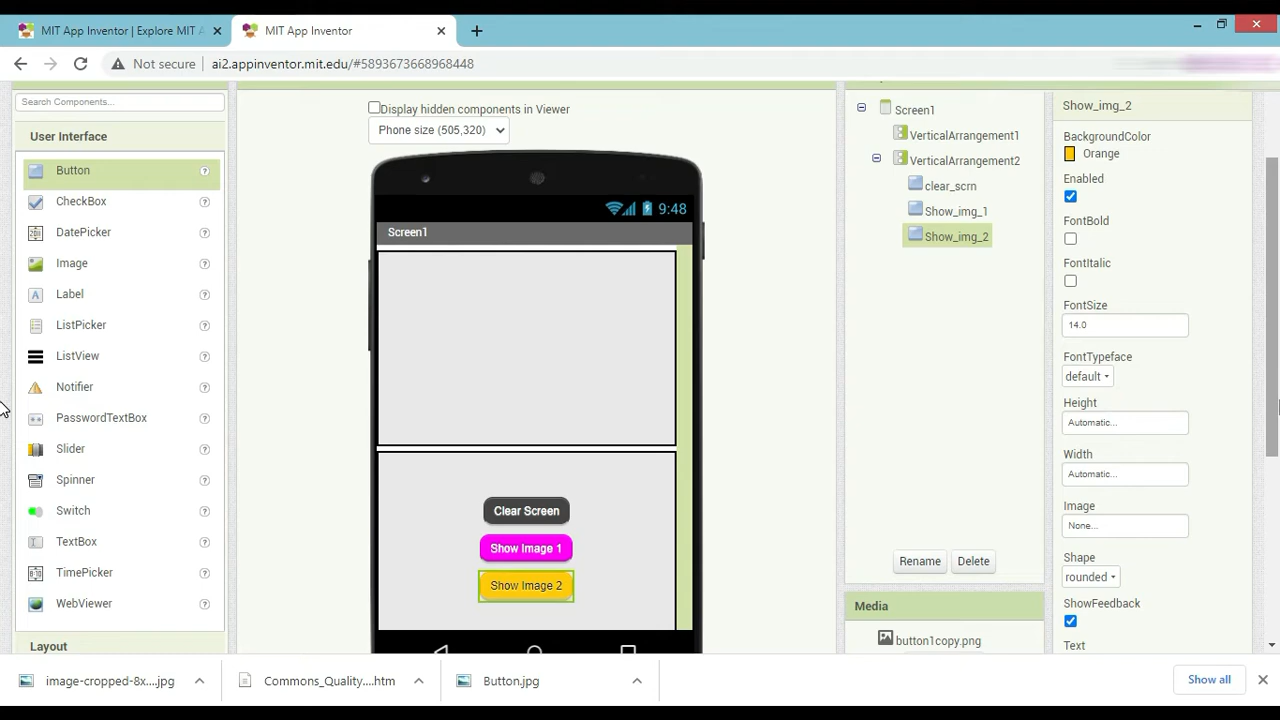 MIT App Inventor | Explore MIT A
MIT App Inventor
Not secure
ai2.appinventor.mit.edu/#5893673668968448
Search Components...
User Interface
Button
CheckBox
DatePicker
Image
Label
ListPicker
ListView
Notifier
PasswordTextBox
Slider
Spinner
Switch
TextBox
TimePicker
WebViewer
Layout
Display hidden components in Viewer
Phone size (505,320)
9:48
Screen1
Clear Screen
Show Image 1
Show Image 2
Screen1
VerticalArrangement1
VerticalArrangement2
clear_scrn
Show_img_1
Show_img_2
Rename
Delete
Media
button1copy.png
Show_img_2
BackgroundColor
Orange
Enabled
FontBold
FontItalic
FontSize
14.0
FontTypeface
default
Height
Automatic...
Width
Automatic...
Image
None...
Shape
rounded
ShowFeedback
Text
image-cropped-8x....jpg
Commons_Quality....htm
Button.jpg
Show all